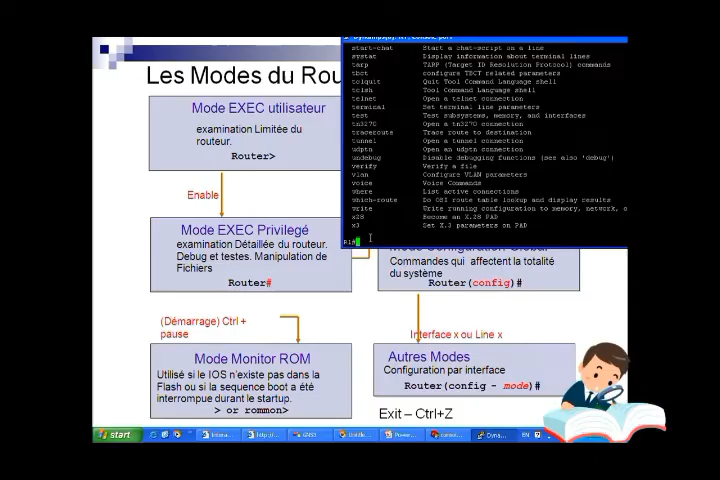 Les Modes du Rou
Mode EXEC utilisateur
examination Limitée du
routeur.
Router>
Enable
Mode EXEC Privilegé
examination Détaillée du routeur.
Debug et testes. Manipulation de
Fichiers
Router#
(Démarrage) Ctrl +
pause
Mode Monitor ROM
Utilisé si le IOS n'existe pas dans la
Flash ou si la sequence boot a été
interrompue durant le startup.
> or rommon>
start-chat Start a chat-script on a line
systat Display information about terminal lines
tarp TARP (Target ID Resolution Protocol) commands
tbct configure TBCT related parameters
tclquit Quit Tool Command Language shell
tclsh Tool Command Language shell
telnet Open a telnet connection
terminal Set terminal line parameters
test Test subsystems, memory, and interfaces
tn3270 Open a tn3270 connection
traceroute Trace route to destination
tunnel Open a tunnel connection
udptn Open an udptn connection
undebug Disable debugging functions (see also 'debug')
verify Verify a file
vlan Configure VLAN parameters
voice Voice Commands
where List active connections
which-route Do OSI route table lookup and display results
write Write running configuration to memory, network, o
x28 Become an X.28 PAD
x3 Set X.3 parameters on PAD
R1#
Mode Configuration Global
Commandes qui affectent la totalité
du système
Router(config)#
Interface x ou Line x
Autres Modes
Configuration par interface
Router(config - mode)#
Exit – Ctrl+Z
start
http://...
GNS3
Untitle...
Power...
Dyna...
EN